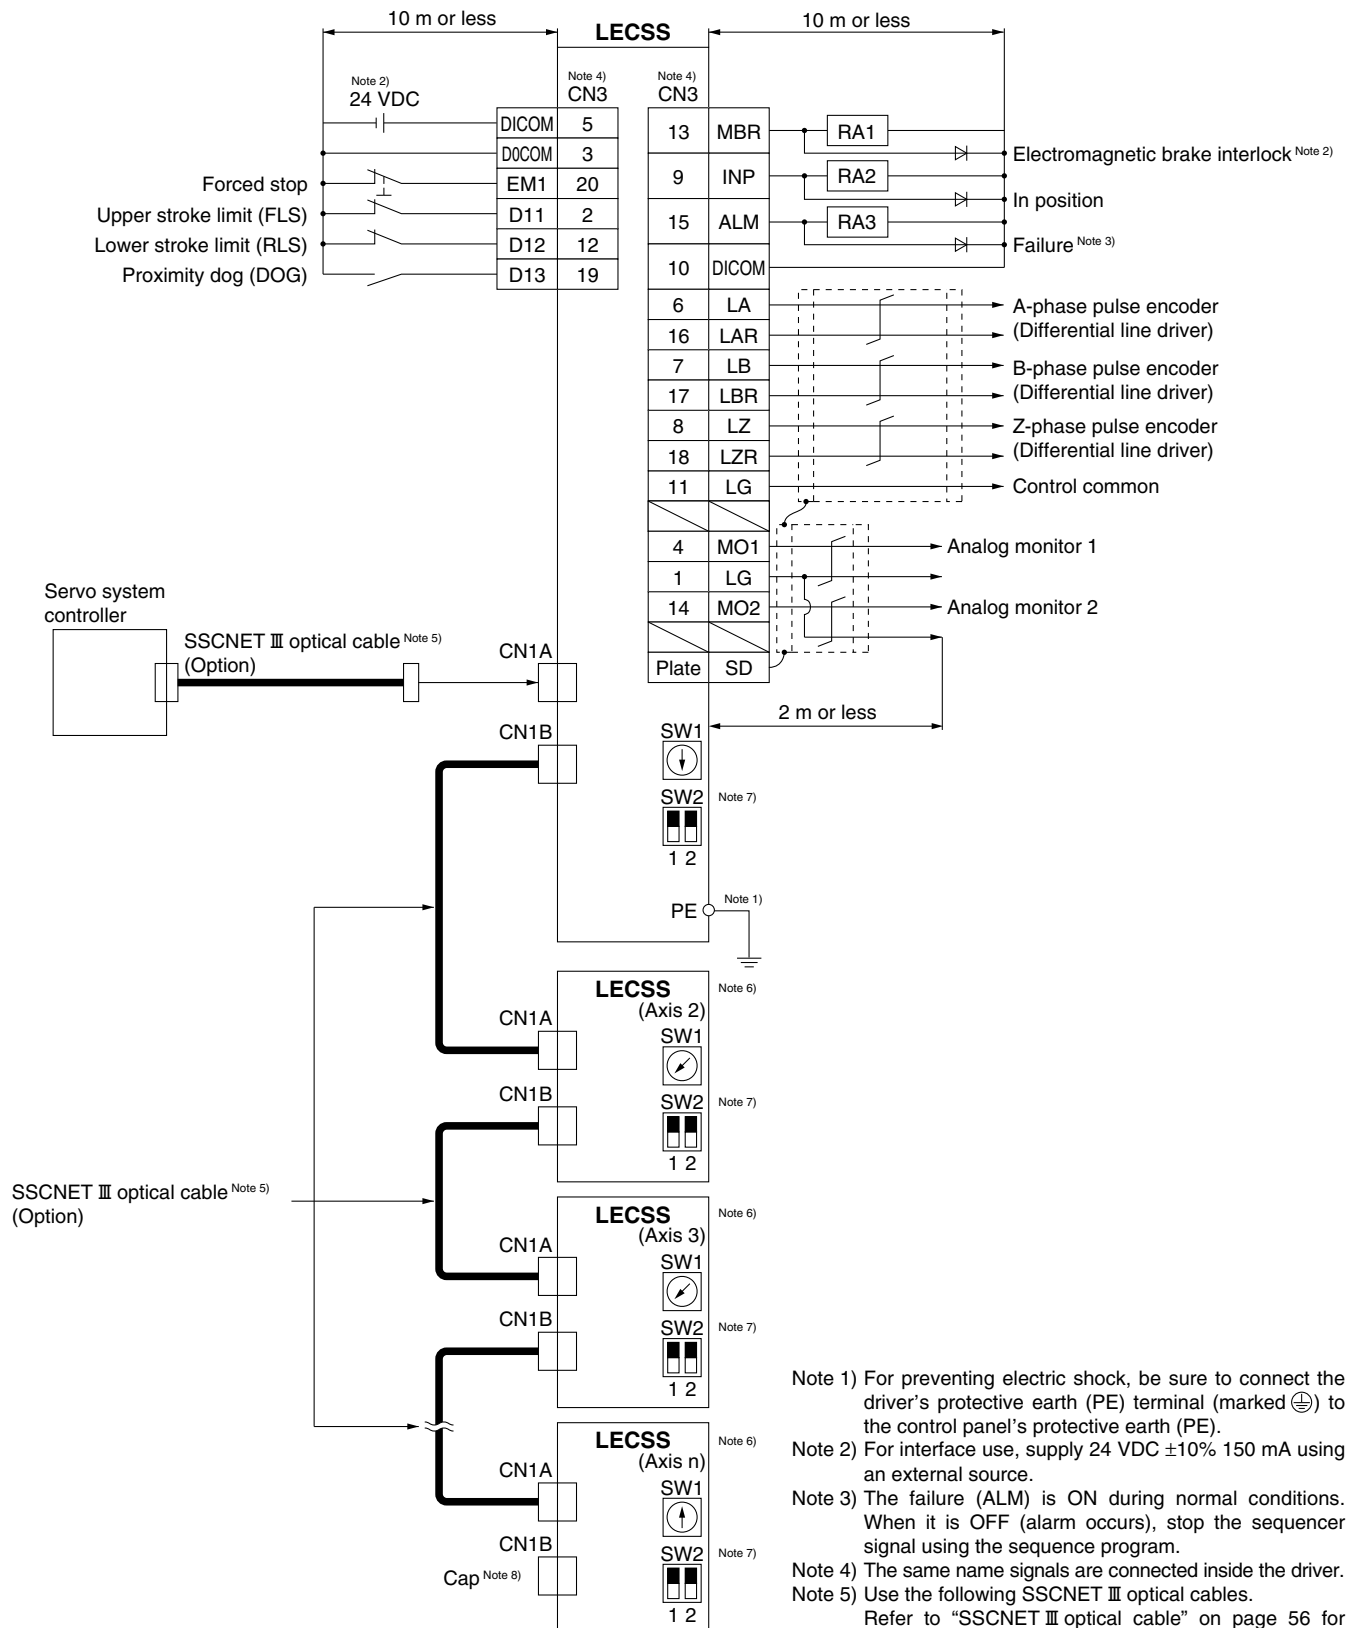 10 m or less
LECSS
10 m or less
Note 2)
24 VDC
Note 4)
CN3
Note 4)
CN3
DICOM 5
D0COM 3
Forced stop EM1 20
Upper stroke limit (FLS) D11 2
Lower stroke limit (RLS) D12 12
Proximity dog (DOG) D13 19
13 MBR RA1
Electromagnetic brake interlock Note 2)
9 INP RA2
In position
15 ALM RA3
Failure Note 3)
10 DICOM
6 LA A-phase pulse encoder
16 LAR (Differential line driver)
7 LB B-phase pulse encoder
17 LBR (Differential line driver)
8 LZ Z-phase pulse encoder
18 LZR (Differential line driver)
11 LG Control common
4 MO1 Analog monitor 1
1 LG
14 MO2 Analog monitor 2
Plate SD
2 m or less
Servo system
controller
SSCNET Ⅲ optical cable Note 5)
(Option)
CN1A
CN1B
SW1
SW2 Note 7)
1 2
PE Note 1)
LECSS Note 6)
(Axis 2)
CN1A
SW1
CN1B
SW2 Note 7)
1 2
SSCNET Ⅲ optical cable Note 5)
(Option)
LECSS Note 6)
(Axis 3)
CN1A
SW1
CN1B
SW2 Note 7)
1 2
LECSS Note 6)
(Axis n)
CN1A
SW1
CN1B
Cap Note 8)
SW2 Note 7)
1 2
Note 1) For preventing electric shock, be sure to connect the
driver's protective earth (PE) terminal (marked ) to
the control panel's protective earth (PE).
Note 2) For interface use, supply 24 VDC ±10% 150 mA using
an external source.
Note 3) The failure (ALM) is ON during normal conditions.
When it is OFF (alarm occurs), stop the sequencer
signal using the sequence program.
Note 4) The same name signals are connected inside the driver.
Note 5) Use the following SSCNET Ⅲ optical cables.
Refer to "SSCNET Ⅲ optical cable" on page 56 for